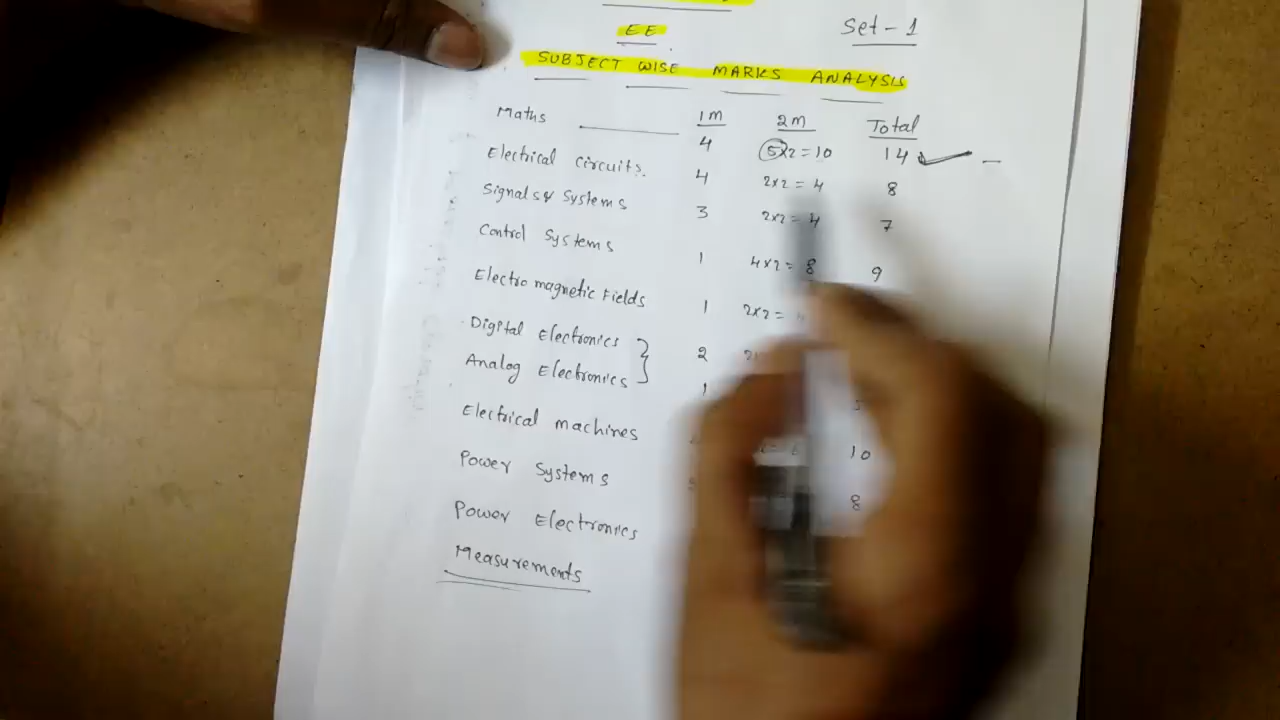 EE
Set - 1
SUBJECT WISE MARKS ANALYSIS
1M 2M Total
Maths 4 5x2 = 10 14
Electrical circuits. 4 2x2 = 4 8
Signals & Systems 3 2x2 = 4 7
Control Systems 1 4x2 = 8 9
Electro magnetic Fields 1 2x2 =
Digital Electronics 2
Analog Electronics 1
Electrical machines 10
Power Systems 8
Power Electronics
Measurements